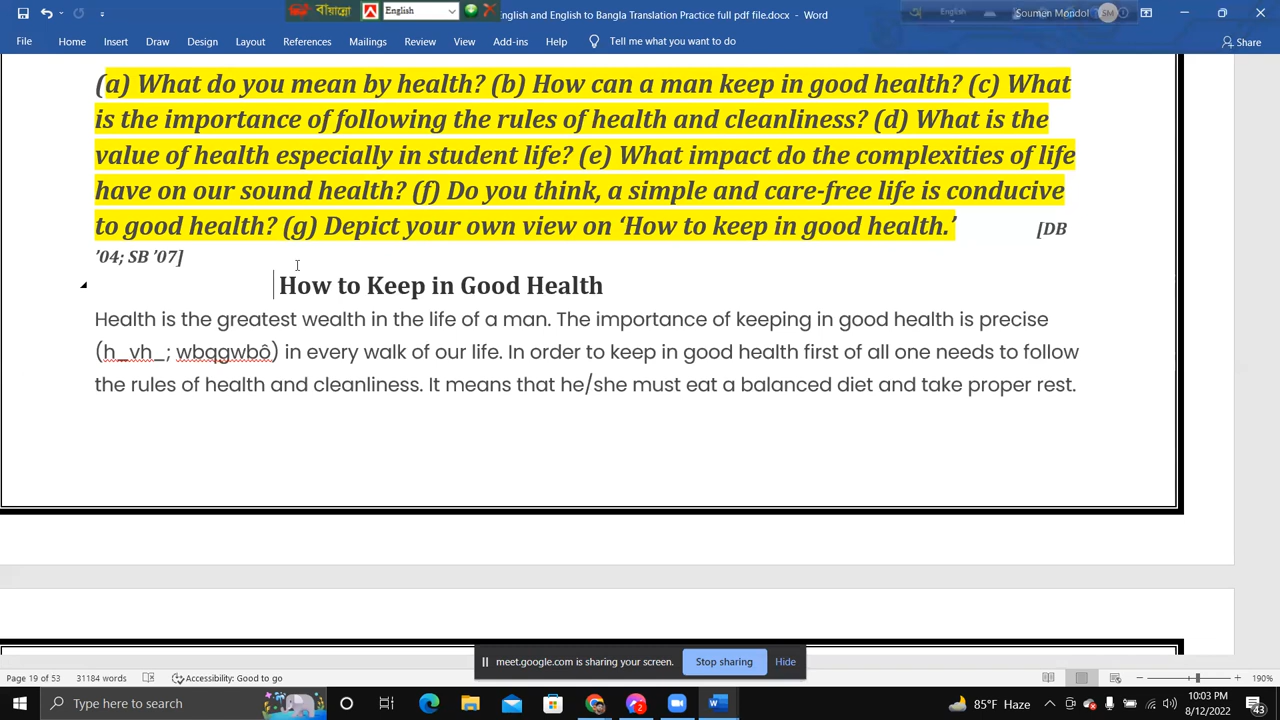 বাঁয়ান্নো
English
English and English to Bangla Translation Practice full pdf file.docx - Word
English
Soumen Mondol
SM
File
Home
Insert
Draw
Design
Layout
References
Mailings
Review
View
Add-ins
Help
Tell me what you want to do
Share
(a) What do you mean by health? (b) How can a man keep in good health? (c) What
is the importance of following the rules of health and cleanliness? (d) What is the
value of health especially in student life? (e) What impact do the complexities of life
have on our sound health? (f) Do you think, a simple and care-free life is conducive
to good health? (g) Depict your own view on ‘How to keep in good health.’ [DB
’04; SB ’07]
How to Keep in Good Health
Health is the greatest wealth in the life of a man. The importance of keeping in good health is precise
(h_vh_; wbqgwbô) in every walk of our life. In order to keep in good health first of all one needs to follow
the rules of health and cleanliness. It means that he/she must eat a balanced diet and take proper rest.
meet.google.com is sharing your screen.
Stop sharing
Hide
Page 19 of 53
31184 words
Accessibility: Good to go
190%
Type here to search
2
85°F Haze
10:03 PM
8/12/2022
43